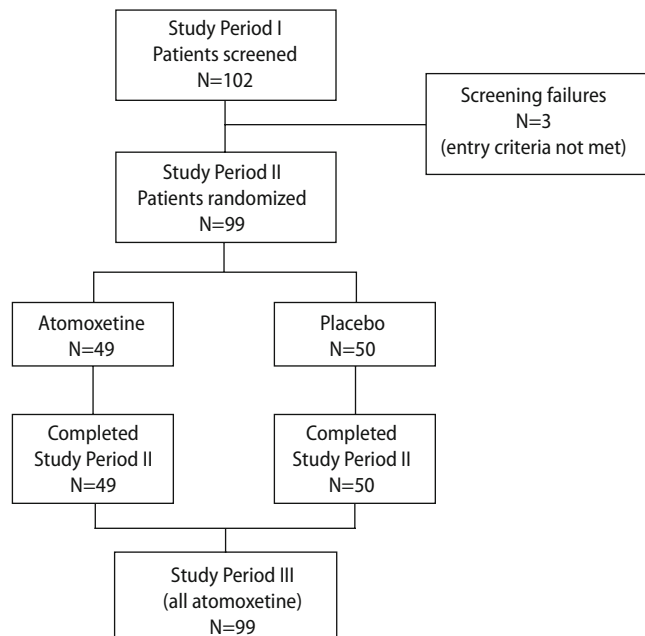 Study Period I
Patients screened
N=102
Screening failures
N=3
(entry criteria not met)
Study Period II
Patients randomized
N=99
Atomoxetine
N=49
Placebo
N=50
Completed
Study Period II
N=49
Completed
Study Period II
N=50
Study Period III
(all atomoxetine)
N=99